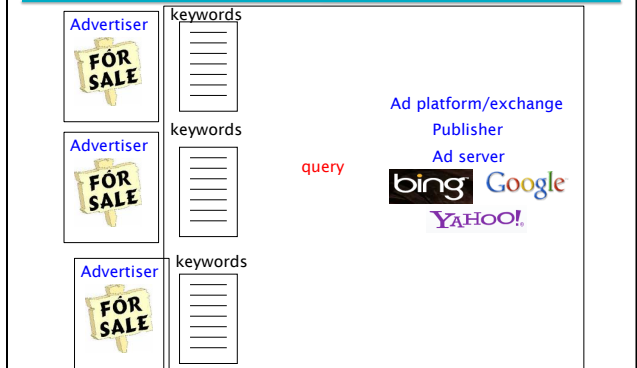 Advertiser
keywords
FOR
SALE
Ad platform/exchange
Publisher
Ad server
bing Google
YAHOO!
Advertiser
keywords
FOR
SALE
query
Advertiser
keywords
FOR
SALE